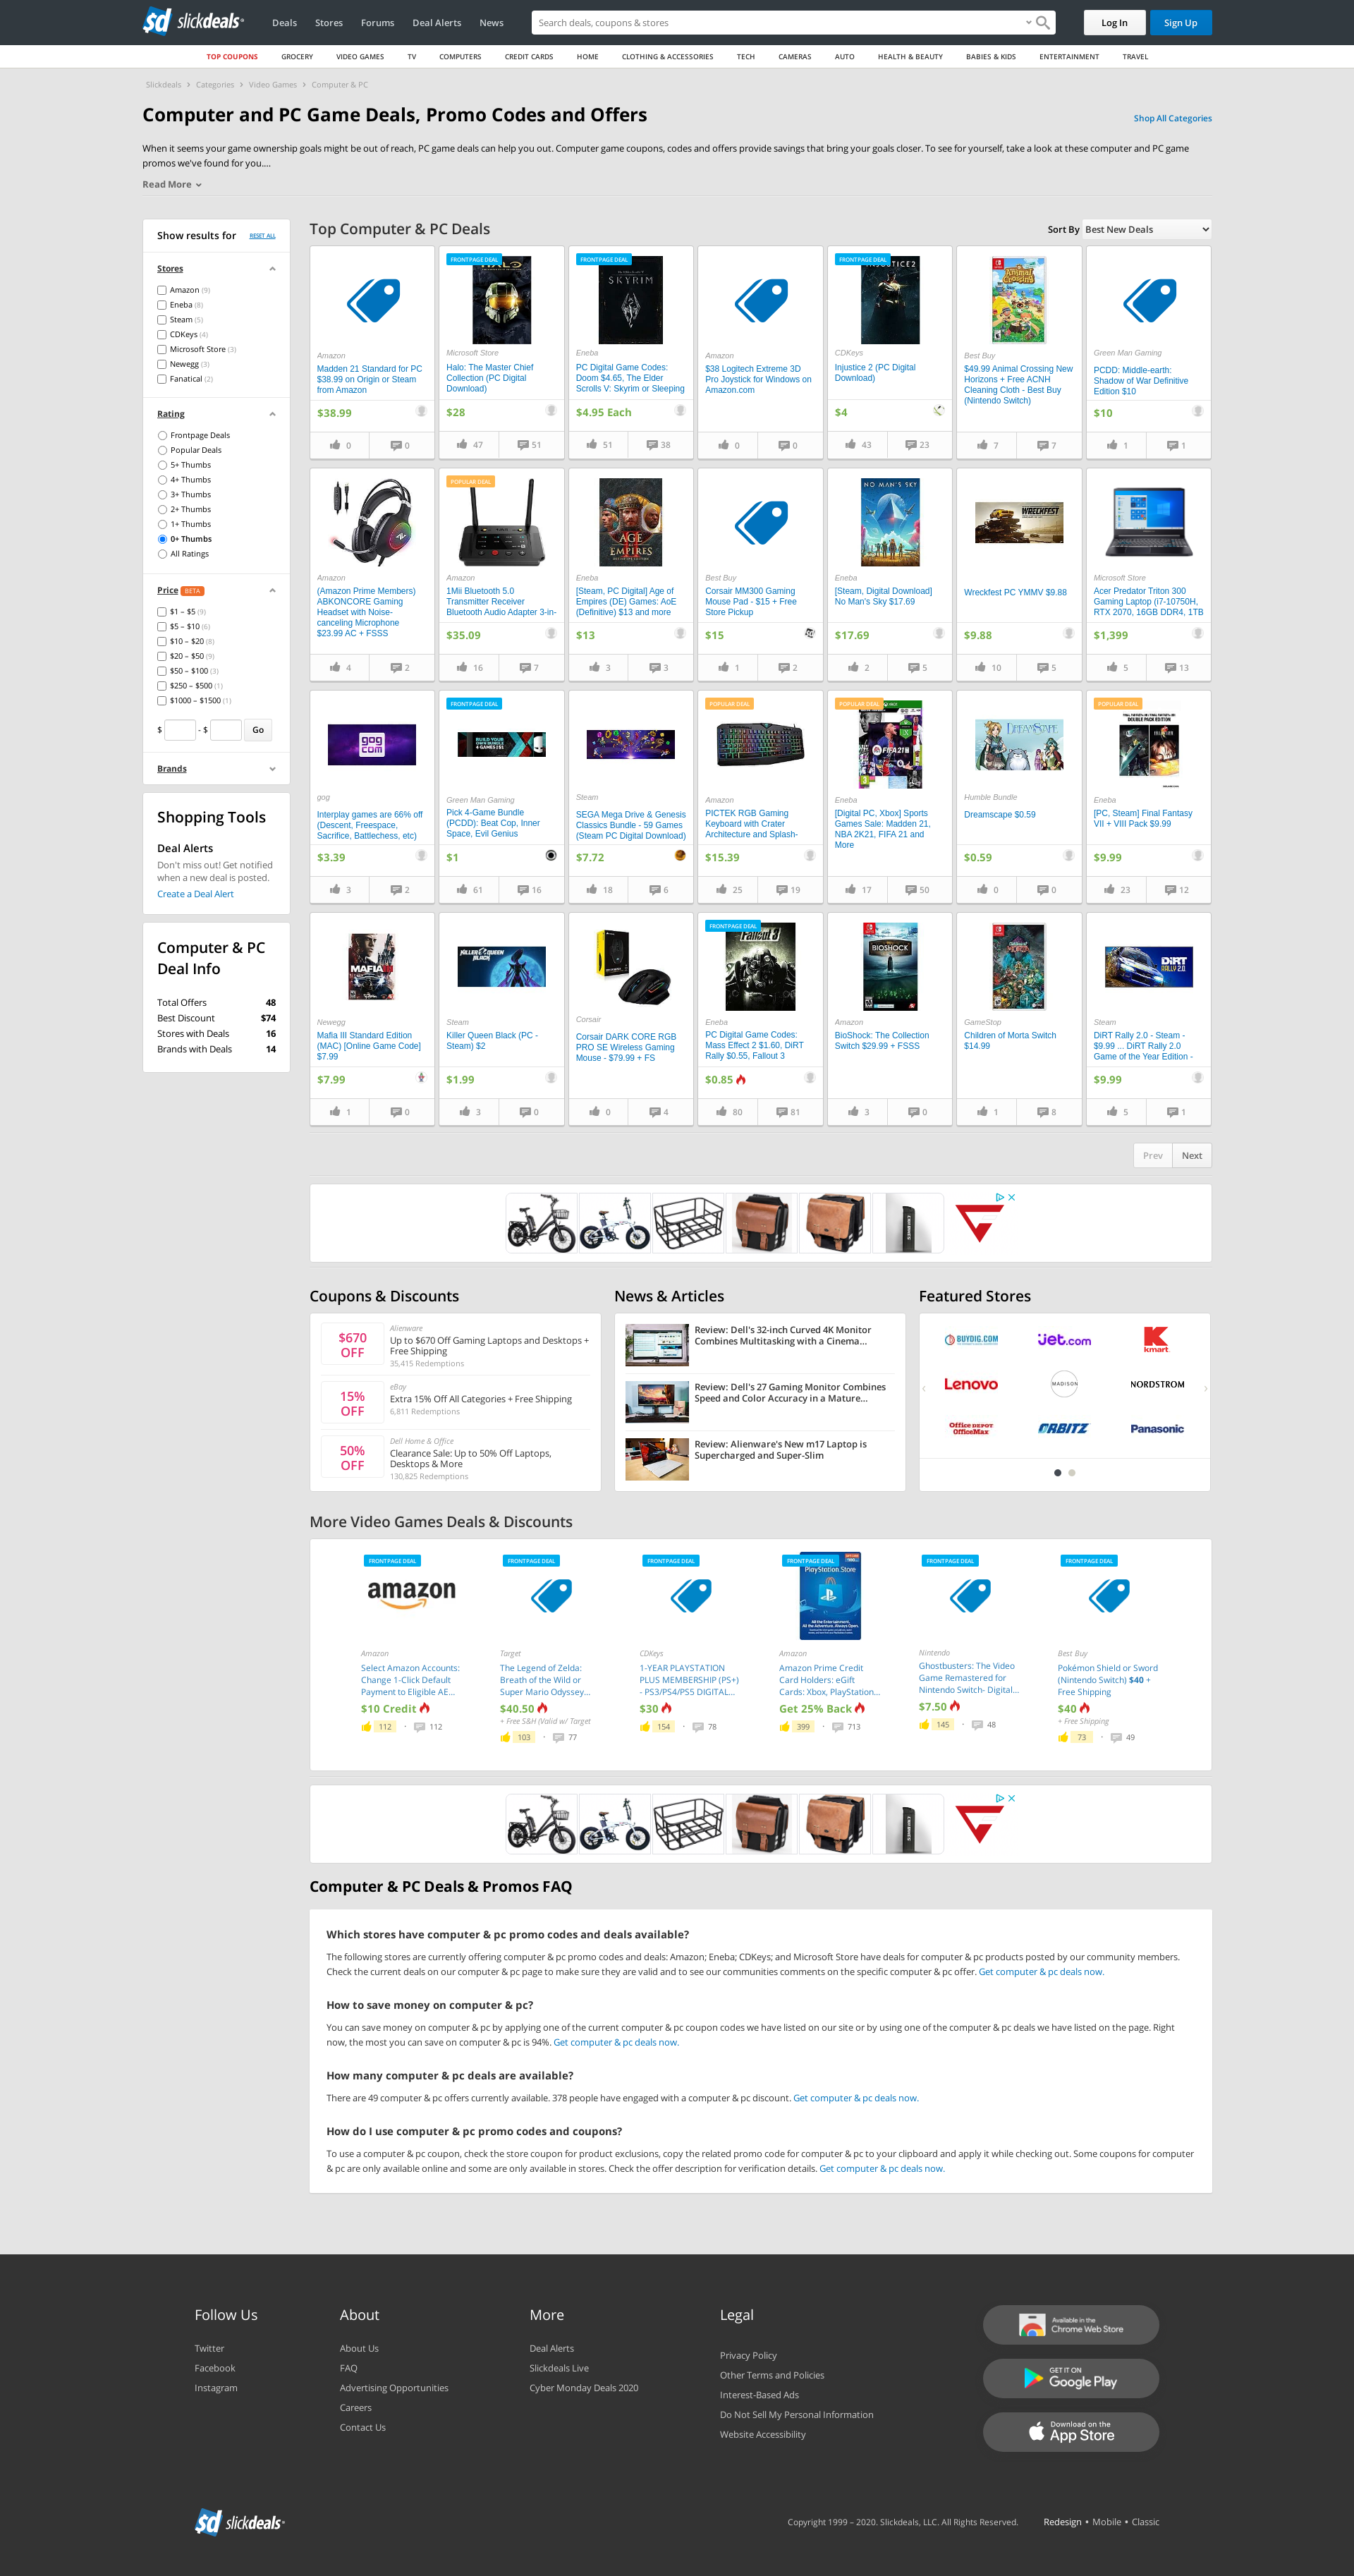 slickdeals
Deals
Stores
Forums
Deal Alerts
News
Search deals, coupons & stores
Log In
Sign Up
TOP COUPONS
GROCERY
VIDEO GAMES
TV
COMPUTERS
CREDIT CARDS
HOME
CLOTHING & ACCESSORIES
TECH
CAMERAS
AUTO
HEALTH & BEAUTY
BABIES & KIDS
ENTERTAINMENT
TRAVEL
Slickdeals > Categories > Video Games > Computer & PC
Computer and PC Game Deals, Promo Codes and Offers
Shop All Categories
When it seems your game ownership goals might be out of reach, PC game deals can help you out. Computer game coupons, codes and offers provide savings that bring your goals closer. To see for yourself, take a look at these computer and PC game
promos we've found for you....
Read More
Show results for
RESET ALL
Stores
Amazon (9)
Eneba (8)
Steam (5)
CDKeys (4)
Microsoft Store (3)
Newegg (3)
Fanatical (2)
Rating
Frontpage Deals
Popular Deals
5+ Thumbs
4+ Thumbs
3+ Thumbs
2+ Thumbs
1+ Thumbs
0+ Thumbs
All Ratings
Price BETA
$1 – $5 (9)
$5 – $10 (6)
$10 – $20 (8)
$20 – $50 (9)
$50 – $100 (3)
$250 – $500 (1)
$1000 – $1500 (1)
$ - $ Go
Brands
Shopping Tools
Deal Alerts
Don't miss out! Get notified
when a new deal is posted.
Create a Deal Alert
Computer & PC
Deal Info
Total Offers 48
Best Discount $74
Stores with Deals 16
Brands with Deals 14
Top Computer & PC Deals
Sort By Best New Deals
Amazon
Madden 21 Standard for PC
$38.99 on Origin or Steam
from Amazon
$38.99
0 0
FRONTPAGE DEAL
HALO
Microsoft Store
Halo: The Master Chief
Collection (PC Digital
Download)
$28
47 51
FRONTPAGE DEAL
SKYRIM
Eneba
PC Digital Game Codes:
Doom $4.65, The Elder
Scrolls V: Skyrim or Sleeping
$4.95 Each
51 38
Amazon
$38 Logitech Extreme 3D
Pro Joystick for Windows on
Amazon.com
0 0
FRONTPAGE DEAL
INJUSTICE 2
CDKeys
Injustice 2 (PC Digital
Download)
$4
43 23
Animal Crossing
Best Buy
$49.99 Animal Crossing New
Horizons + Free ACNH
Cleaning Cloth - Best Buy
(Nintendo Switch)
7 7
Green Man Gaming
PCDD: Middle-earth:
Shadow of War Definitive
Edition $10
$10
1 1
Amazon
(Amazon Prime Members)
ABKONCORE Gaming
Headset with Noise-
canceling Microphone
$23.99 AC + FSSS
4 2
POPULAR DEAL
Amazon
1Mii Bluetooth 5.0
Transmitter Receiver
Bluetooth Audio Adapter 3-in-
$35.09
16 7
AGE
EMPIRES
Eneba
[Steam, PC Digital] Age of
Empires (DE) Games: AoE
(Definitive) $13 and more
$13
3 3
Best Buy
Corsair MM300 Gaming
Mouse Pad - $15 + Free
Store Pickup
$15
1 2
NO MAN'S SKY
Eneba
[Steam, Digital Download]
No Man's Sky $17.69
$17.69
2 5
WRECKFEST
Wreckfest PC YMMV $9.88
$9.88
10 5
Microsoft Store
Acer Predator Triton 300
Gaming Laptop (i7-10750H,
RTX 2070, 16GB DDR4, 1TB
$1,399
5 13
gog
com
gog
Interplay games are 66% off
(Descent, Freespace,
Sacrifice, Battlechess, etc)
$3.39
3 2
FRONTPAGE DEAL
BUILD YOUR
OWN BUNDLE
4 GAMES | $1
Green Man Gaming
Pick 4-Game Bundle
(PCDD): Beat Cop, Inner
Space, Evil Genius
$1
61 16
Steam
SEGA Mega Drive & Genesis
Classics Bundle - 59 Games
(Steam PC Digital Download)
$7.72
18 6
POPULAR DEAL
Amazon
PICTEK RGB Gaming
Keyboard with Crater
Architecture and Splash-
$15.39
25 19
POPULAR DEAL
FIFA 21
Eneba
[Digital PC, Xbox] Sports
Games Sale: Madden 21,
NBA 2K21, FIFA 21 and
More
17 50
DREAMSCAPE
Humble Bundle
Dreamscape $0.59
$0.59
0 0
POPULAR DEAL
DOUBLE PACK EDITION
Eneba
[PC, Steam] Final Fantasy
VII + VIII Pack $9.99
$9.99
23 12
MAFIA III
Newegg
Mafia III Standard Edition
(MAC) [Online Game Code]
$7.99
$7.99
1 0
KILLER QUEEN
BLACK
Steam
Killer Queen Black (PC -
Steam) $2
$1.99
3 0
Corsair
Corsair DARK CORE RGB
PRO SE Wireless Gaming
Mouse - $79.99 + FS
0 4
FRONTPAGE DEAL
Fallout 3
Eneba
PC Digital Game Codes:
Mass Effect 2 $1.60, DiRT
Rally $0.55, Fallout 3
$0.85
80 81
BIOSHOCK
Amazon
BioShock: The Collection
Switch $29.99 + FSSS
3 0
MORTA
GameStop
Children of Morta Switch
$14.99
1 8
DiRT
RALLY 2.0
Steam
DiRT Rally 2.0 - Steam -
$9.99 ... DiRT Rally 2.0
Game of the Year Edition -
$9.99
5 1
Prev Next
Coupons & Discounts
$670
OFF
Alienware
Up to $670 Off Gaming Laptops and Desktops +
Free Shipping
35,415 Redemptions
15%
OFF
eBay
Extra 15% Off All Categories + Free Shipping
6,811 Redemptions
50%
OFF
Dell Home & Office
Clearance Sale: Up to 50% Off Laptops,
Desktops & More
130,825 Redemptions
News & Articles
Review: Dell's 32-inch Curved 4K Monitor
Combines Multitasking with a Cinema...
Review: Dell's 27 Gaming Monitor Combines
Speed and Color Accuracy in a Mature...
Review: Alienware's New m17 Laptop is
Supercharged and Super-Slim
Featured Stores
BUYDIG.COM
jet.com
kmart
Lenovo
MADISON
NORDSTROM
Office DEPOT
OfficeMax
ORBITZ
Panasonic
More Video Games Deals & Discounts
FRONTPAGE DEAL
amazon
Amazon
Select Amazon Accounts:
Change 1-Click Default
Payment to Eligible AE...
$10 Credit
112 · 112
FRONTPAGE DEAL
Target
The Legend of Zelda:
Breath of the Wild or
Super Mario Odyssey...
$40.50
+ Free S&H (Valid w/ Target
103 · 77
FRONTPAGE DEAL
CDKeys
1-YEAR PLAYSTATION
PLUS MEMBERSHIP (PS+)
- PS3/PS4/PS5 DIGITAL...
$30
154 · 78
FRONTPAGE DEAL
PlayStation Store
Amazon
Amazon Prime Credit
Card Holders: eGift
Cards: Xbox, PlayStation...
Get 25% Back
399 · 713
FRONTPAGE DEAL
Nintendo
Ghostbusters: The Video
Game Remastered for
Nintendo Switch- Digital...
$7.50
145 · 48
FRONTPAGE DEAL
Best Buy
Pokémon Shield or Sword
(Nintendo Switch) $40 +
Free Shipping
$40
+ Free Shipping
73 · 49
Computer & PC Deals & Promos FAQ
Which stores have computer & pc promo codes and deals available?
The following stores are currently offering computer & pc promo codes and deals: Amazon; Eneba; CDKeys; and Microsoft Store have deals for computer & pc products posted by our community members.
Check the current deals on our computer & pc page to make sure they are valid and to see our communities comments on the specific computer & pc offer. Get computer & pc deals now.
How to save money on computer & pc?
You can save money on computer & pc by applying one of the current computer & pc coupon codes we have listed on our site or by using one of the computer & pc deals we have listed on the page. Right
now, the most you can save on computer & pc is 94%. Get computer & pc deals now.
How many computer & pc deals are available?
There are 49 computer & pc offers currently available. 378 people have engaged with a computer & pc discount. Get computer & pc deals now.
How do I use computer & pc promo codes and coupons?
To use a computer & pc coupon, check the store coupon for product exclusions, copy the related promo code for computer & pc to your clipboard and apply it while checking out. Some coupons for computer
& pc are only available online and some are only available in stores. Check the offer description for verification details. Get computer & pc deals now.
Follow Us
Twitter
Facebook
Instagram
About
About Us
FAQ
Advertising Opportunities
Careers
Contact Us
More
Deal Alerts
Slickdeals Live
Cyber Monday Deals 2020
Legal
Privacy Policy
Other Terms and Policies
Interest-Based Ads
Do Not Sell My Personal Information
Website Accessibility
Available in the
Chrome Web Store
GET IT ON
Google Play
Download on the
App Store
slickdeals
Copyright 1999 – 2020. Slickdeals, LLC. All Rights Reserved.
Redesign • Mobile • Classic